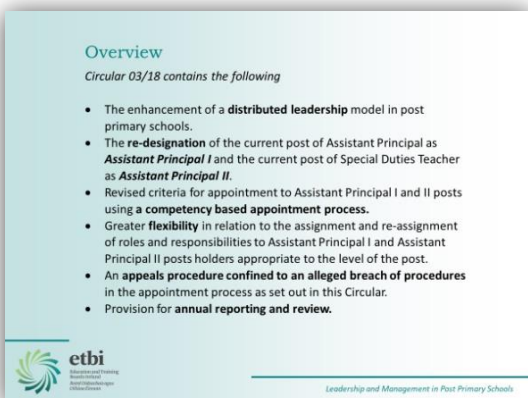 Overview
Circular 03/18 contains the following
• The enhancement of a distributed leadership model in post
primary schools.
• The re-designation of the current post of Assistant Principal as
Assistant Principal I and the current post of Special Duties Teacher
as Assistant Principal II.
• Revised criteria for appointment to Assistant Principal I and II posts
using a competency based appointment process.
• Greater flexibility in relation to the assignment and re-assignment
of roles and responsibilities to Assistant Principal I and Assistant
Principal II posts holders appropriate to the level of the post.
• An appeals procedure confined to an alleged breach of procedures
in the appointment process as set out in this Circular.
• Provision for annual reporting and review.
etbi
Education and Training
Boards Ireland
Leadership and Management in Post Primary Schools